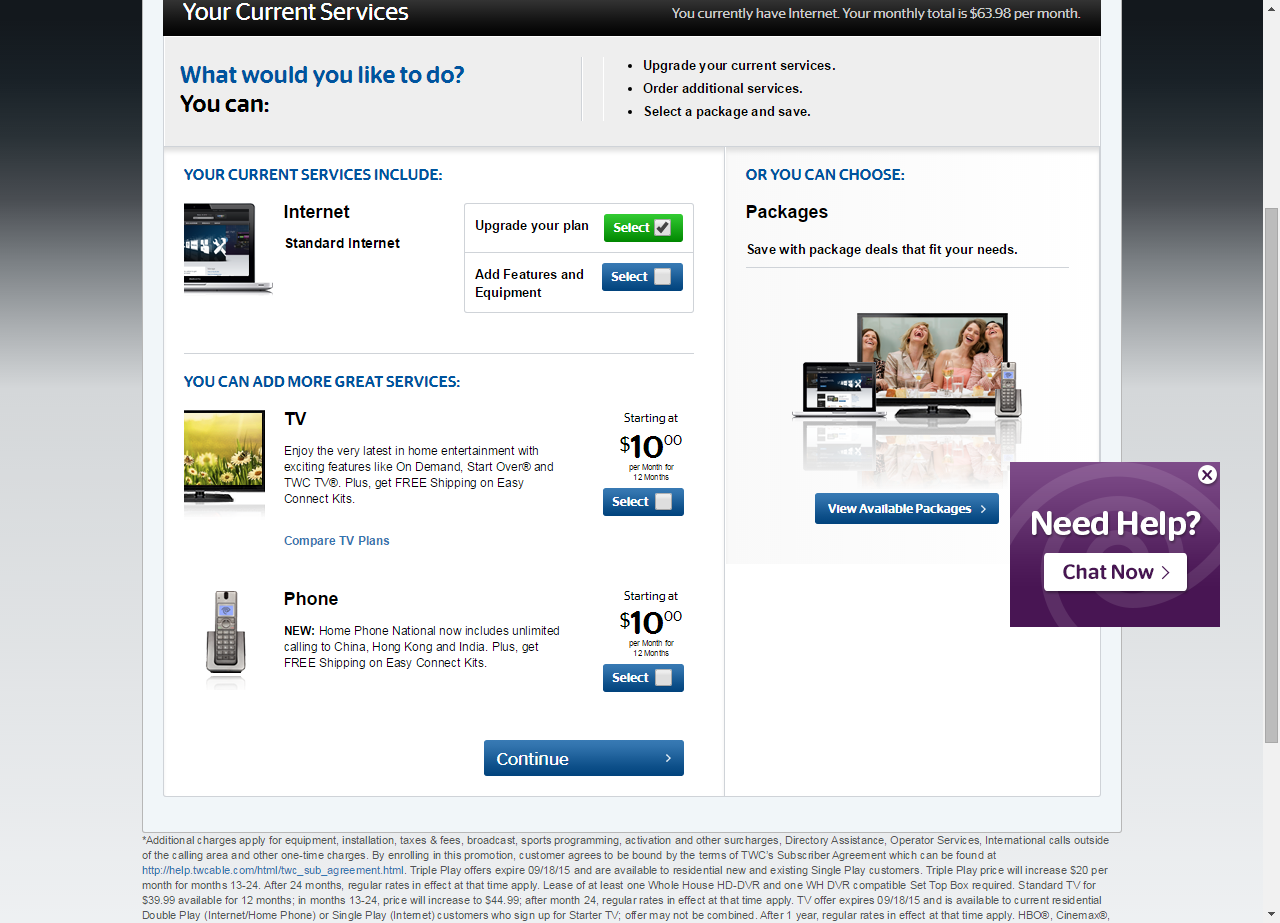 Your Current Services
You currently have Internet. Your monthly total is $63.98 per month.
What would you like to do?
You can:
Upgrade your current services.
Order additional services.
Select a package and save.
YOUR CURRENT SERVICES INCLUDE:
Internet
Standard Internet
Upgrade your plan
Select
Add Features and
Equipment
Select
YOU CAN ADD MORE GREAT SERVICES:
TV
Enjoy the very latest in home entertainment with
exciting features like On Demand, Start Over® and
TWC TV®. Plus, get FREE Shipping on Easy
Connect Kits.
Compare TV Plans
Starting at
$10.00
per Month for
12 Months
Select
Phone
NEW: Home Phone National now includes unlimited
calling to China, Hong Kong and India. Plus, get
FREE Shipping on Easy Connect Kits.
Starting at
$10.00
per Month for
12 Months
Select
Continue
OR YOU CAN CHOOSE:
Packages
Save with package deals that fit your needs.
View Available Packages
Need Help?
Chat Now
*Additional charges apply for equipment, installation, taxes & fees, broadcast, sports programming, activation and other surcharges, Directory Assistance, Operator Services, International calls outside
of the calling area and other one-time charges. By enrolling in this promotion, customer agrees to be bound by the terms of TWC's Subscriber Agreement which can be found at
http://help.twcable.com/html/twc_sub_agreement.html. Triple Play offers expire 09/18/15 and are available to residential new and existing Single Play customers. Triple Play price will increase $20 per
month for months 13-24. After 24 months, regular rates in effect at that time apply. Lease of at least one Whole House HD-DVR and one WH DVR compatible Set Top Box required. Standard TV for
$39.99 available for 12 months; in months 13-24, price will increase to $44.99; after month 24, regular rates in effect at that time apply. TV offer expires 09/18/15 and is available to current residential
Double Play (Internet/Home Phone) or Single Play (Internet) customers who sign up for Starter TV; offer may not be combined. After 1 year, regular rates in effect at that time apply. HBO®, Cinemax®,